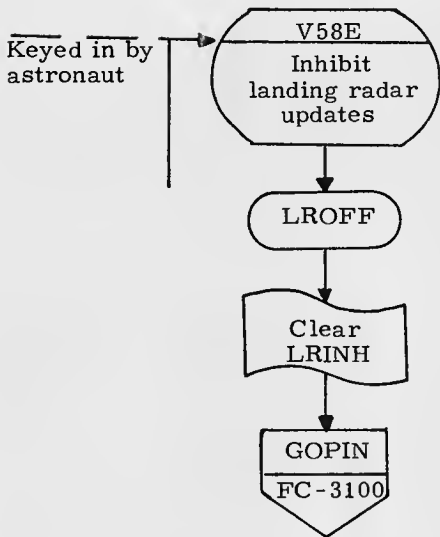 Keyed in by
astronaut
V58E
Inhibit
landing radar
updates
LROFF
Clear
LRINH
GOPIN
FC-3100